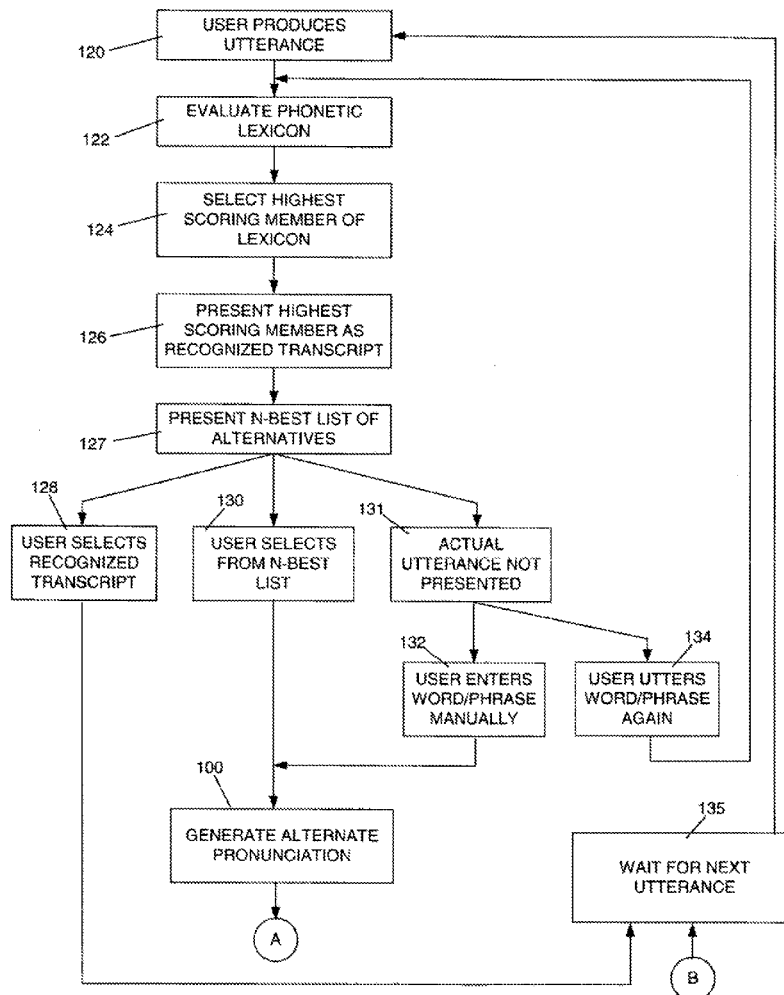 120
USER PRODUCES
UTTERANCE
122
EVALUATE PHONETIC
LEXICON
124
SELECT HIGHEST
SCORING MEMBER OF
LEXICON
126
PRESENT HIGHEST
SCORING MEMBER AS
RECOGNIZED TRANSCRIPT
127
PRESENT N-BEST LIST OF
ALTERNATIVES
128
USER SELECTS
RECOGNIZED
TRANSCRIPT
130
USER SELECTS
FROM N-BEST
LIST
131
ACTUAL
UTTERANCE NOT
PRESENTED
132
USER ENTERS
WORD/PHRASE
MANUALLY
134
USER UTTERS
WORD/PHRASE
AGAIN
100
GENERATE ALTERNATE
PRONUNCIATION
135
WAIT FOR NEXT
UTTERANCE
A
B